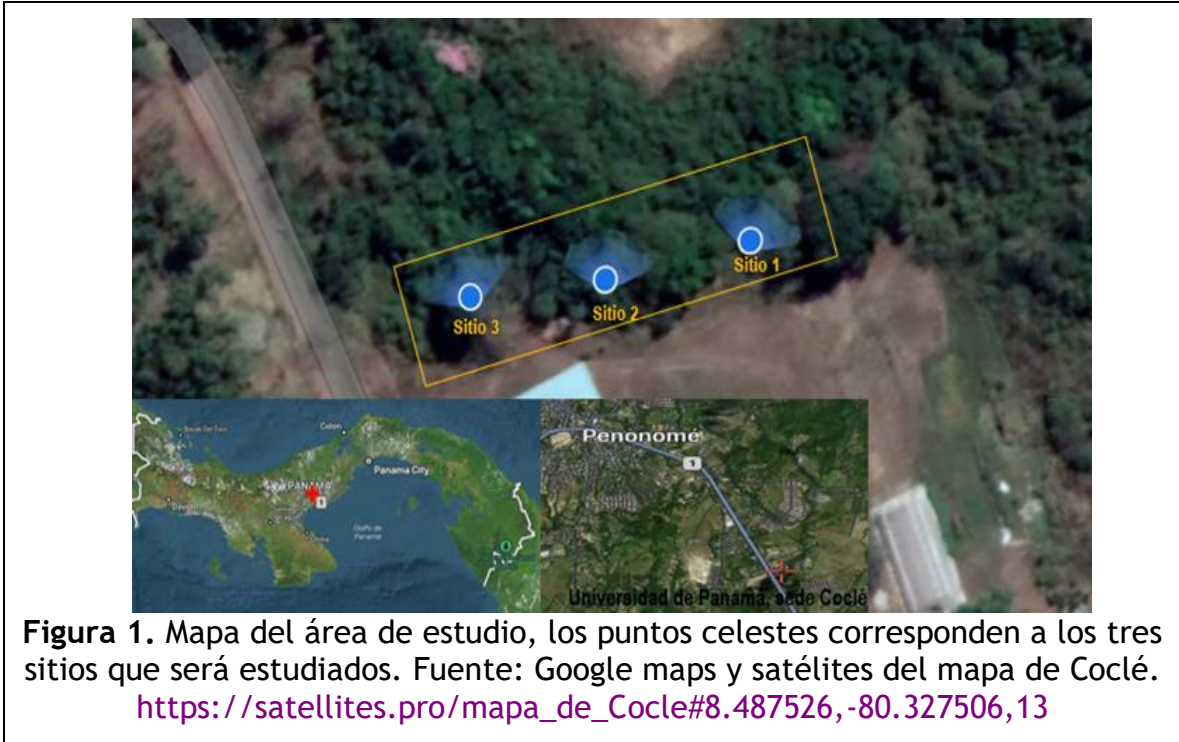 Sitio 1
Sitio 2
Sitio 3
Colon
Panama City
PANAMA
1
Golfo de
Panamá
Penonomé
1
Universidad de Panamá, sede Coclé
Figura 1. Mapa del área de estudio, los puntos celestes corresponden a los tres
sitios que será estudiados. Fuente: Google maps y satélites del mapa de Coclé.
https://satellites.pro/mapa_de_Cocle#8.487526,-80.327506,13